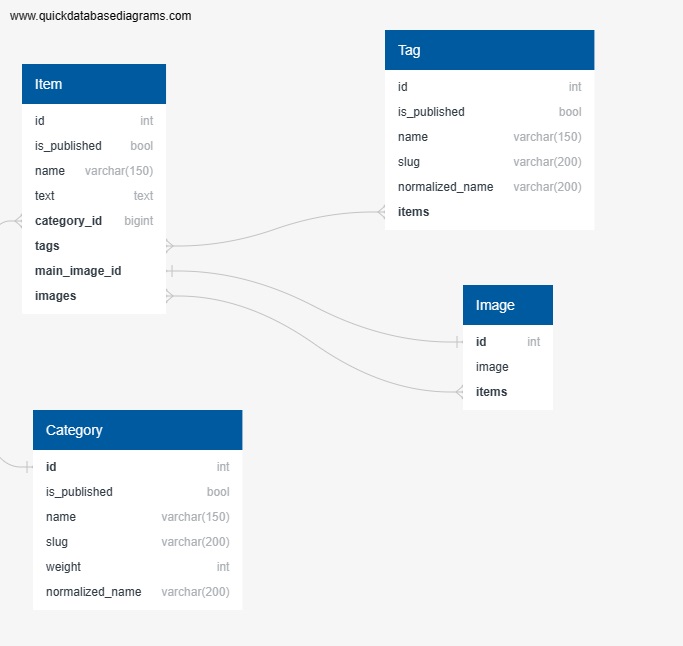 www.quickdatabasediagrams.com
Item
id int
is_published bool
name varchar(150)
text text
category_id bigint
tags
main_image_id
images
Tag
id int
is_published bool
name varchar(150)
slug varchar(200)
normalized_name varchar(200)
items
Image
id int
image
items
Category
id int
is_published bool
name varchar(150)
slug varchar(200)
weight int
normalized_name varchar(200)